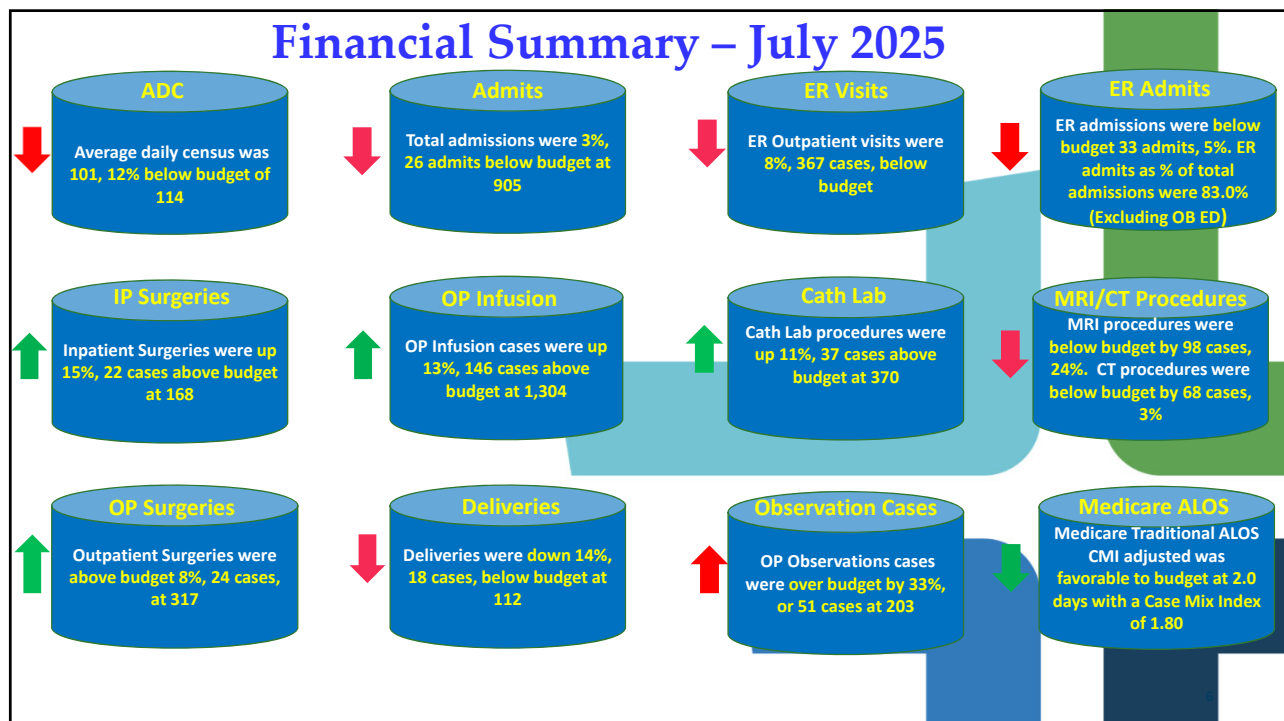 Financial Summary – July 2025
ADC
Average daily census was
101, 12% below budget of
114
Admits
Total admissions were 3%,
26 admits below budget at
905
ER Visits
ER Outpatient visits were
8%, 367 cases, below
budget
ER Admits
ER admissions were below
budget 33 admits, 5%. ER
admits as % of total
admissions were 83.0%
(Excluding OB ED)
IP Surgeries
Inpatient Surgeries were up
15%, 22 cases above budget
at 168
OP Infusion
OP Infusion cases were up
13%, 146 cases above
budget at 1,304
Cath Lab
Cath Lab procedures were
up 11%, 37 cases above
budget at 370
MRI/CT Procedures
MRI procedures were
below budget by 98 cases,
24%. CT procedures were
below budget by 68 cases,
3%
OP Surgeries
Outpatient Surgeries were
above budget 8%, 24 cases,
at 317
Deliveries
Deliveries were down 14%,
18 cases, below budget at
112
Observation Cases
OP Observations cases
were over budget by 33%,
or 51 cases at 203
Medicare ALOS
Medicare Traditional ALOS
CMI adjusted was
favorable to budget at 2.0
days with a Case Mix Index
of 1.80